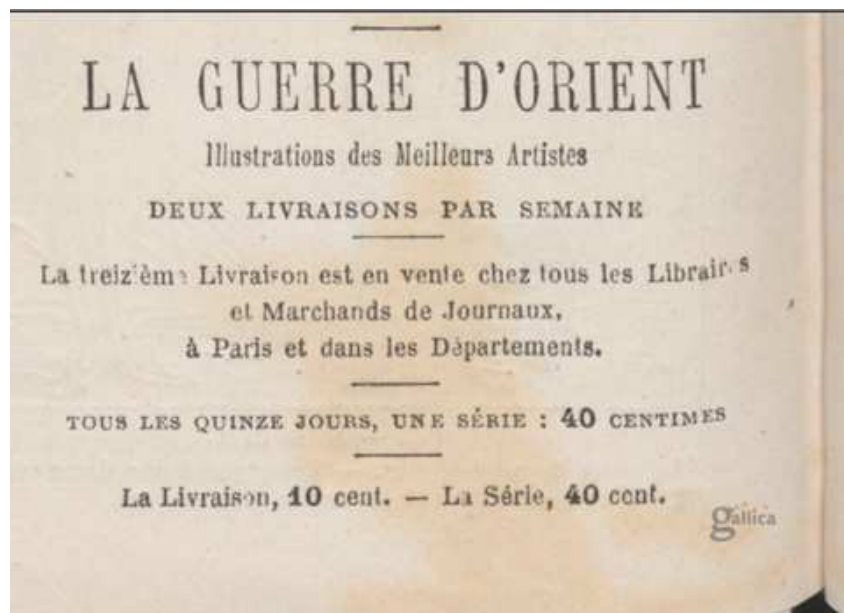 LA GUERRE D'ORIENT
Illustrations des Meilleurs Artistes
DEUX LIVRAISONS PAR SEMAINE
La treizième Livraison est en vente chez tous les Libraires
et Marchands de Journaux,
à Paris et dans les Départements.
TOUS LES QUINZE JOURS, UNE SÉRIE : 40 CENTIMES
La Livraison, 10 cent. — La Série, 40 cent.
gallica